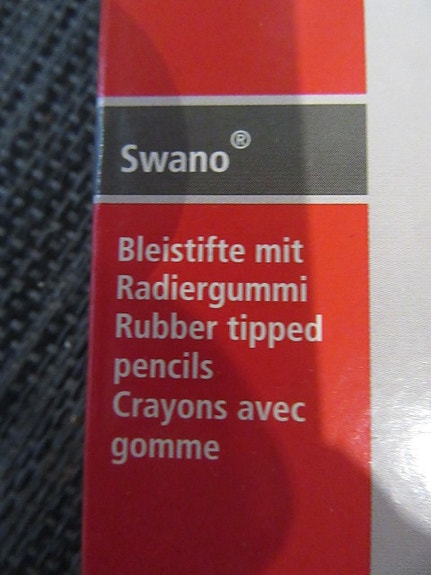 Swano®
Bleistifte mit
Radiergummi
Rubber tipped
pencils
Crayons avec
gomme